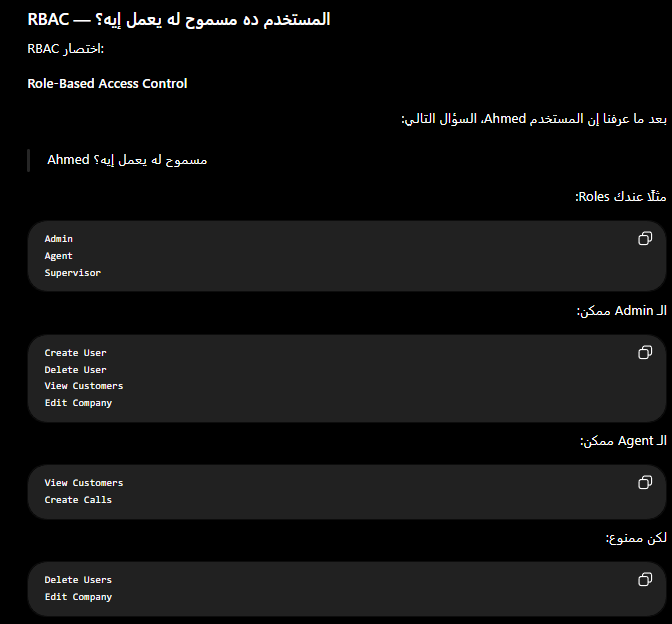 RBAC — المستخدم ده مسموح له يعمل إيه؟
اختصار RBAC:
Role-Based Access Control
بعد ما عرفنا إن المستخدم Ahmed، السؤال التالي:
Ahmed مسموح له يعمل إيه؟
مثلًا عندك Roles:
Admin
Agent
Supervisor
الـ Admin ممكن:
Create User
Delete User
View Customers
Edit Company
الـ Agent ممكن:
View Customers
Create Calls
لكن ممنوع:
Delete Users
Edit Company